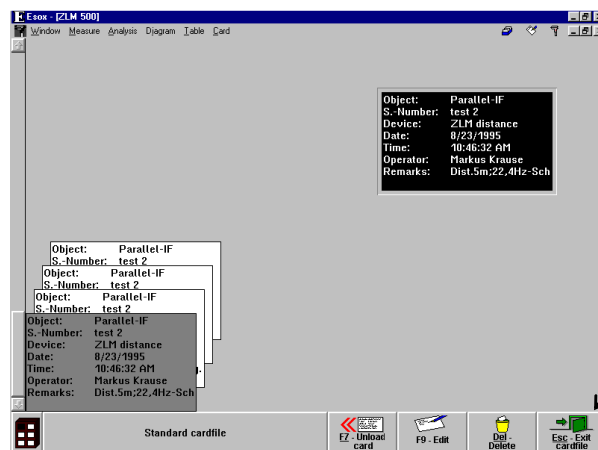 Esox - [ZLM 500]
Window Measure Analysis Djagram Table Card
Object: Parallel-IF
S.-Number: test 2
Device: ZLM distance
Date: 8/23/1995
Time: 10:46:32 AM
Operator: Markus Krause
Remarks: Dist.5m;22,4Hz-Sch
Object: Parallel-IF
S.-Number: test 2
Object: Parallel-IF
S.-Number: test 2
Object: Parallel-IF
S.-Number: test 2
Object: Parallel-IF
S.-Number: test 2
Device: ZLM distance
Date: 8/23/1995
Time: 10:46:32 AM
Operator: Markus Krause
Remarks: Dist.5m;22,4Hz-Sch
Standard cardfile
F7 - Unload
card
F9 - Edit
Del -
Delete
Esc - Exit
cardfile